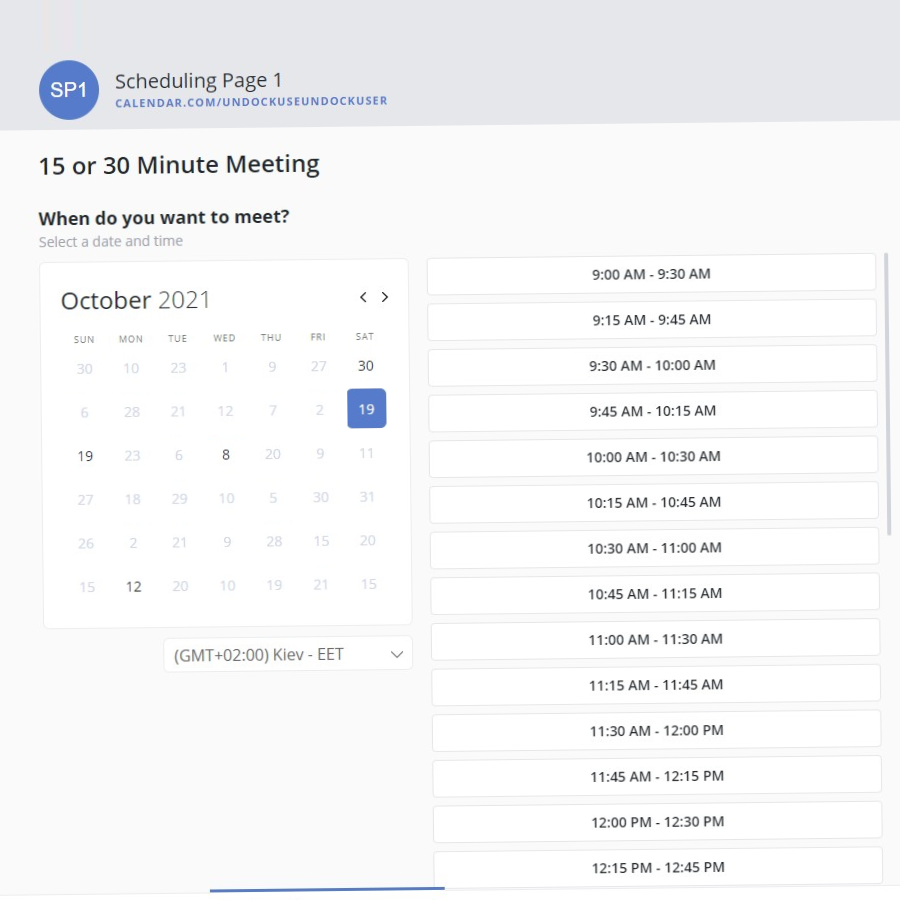 SP1
Scheduling Page 1
CALENDAR.COM/UNDOCKUSEUNDOCKUSER
15 or 30 Minute Meeting
When do you want to meet?
Select a date and time
October 2021
SUN MON TUE WED THU FRI SAT
30 10 23 1 9 27 30
6 28 21 12 7 2 19
19 23 6 8 20 9 11
27 18 29 10 5 30 31
26 2 21 9 28 15 20
15 12 20 10 19 21 15
(GMT+02:00) Kiev - EET
9:00 AM - 9:30 AM
9:15 AM - 9:45 AM
9:30 AM - 10:00 AM
9:45 AM - 10:15 AM
10:00 AM - 10:30 AM
10:15 AM - 10:45 AM
10:30 AM - 11:00 AM
10:45 AM - 11:15 AM
11:00 AM - 11:30 AM
11:15 AM - 11:45 AM
11:30 AM - 12:00 PM
11:45 AM - 12:15 PM
12:00 PM - 12:30 PM
12:15 PM - 12:45 PM